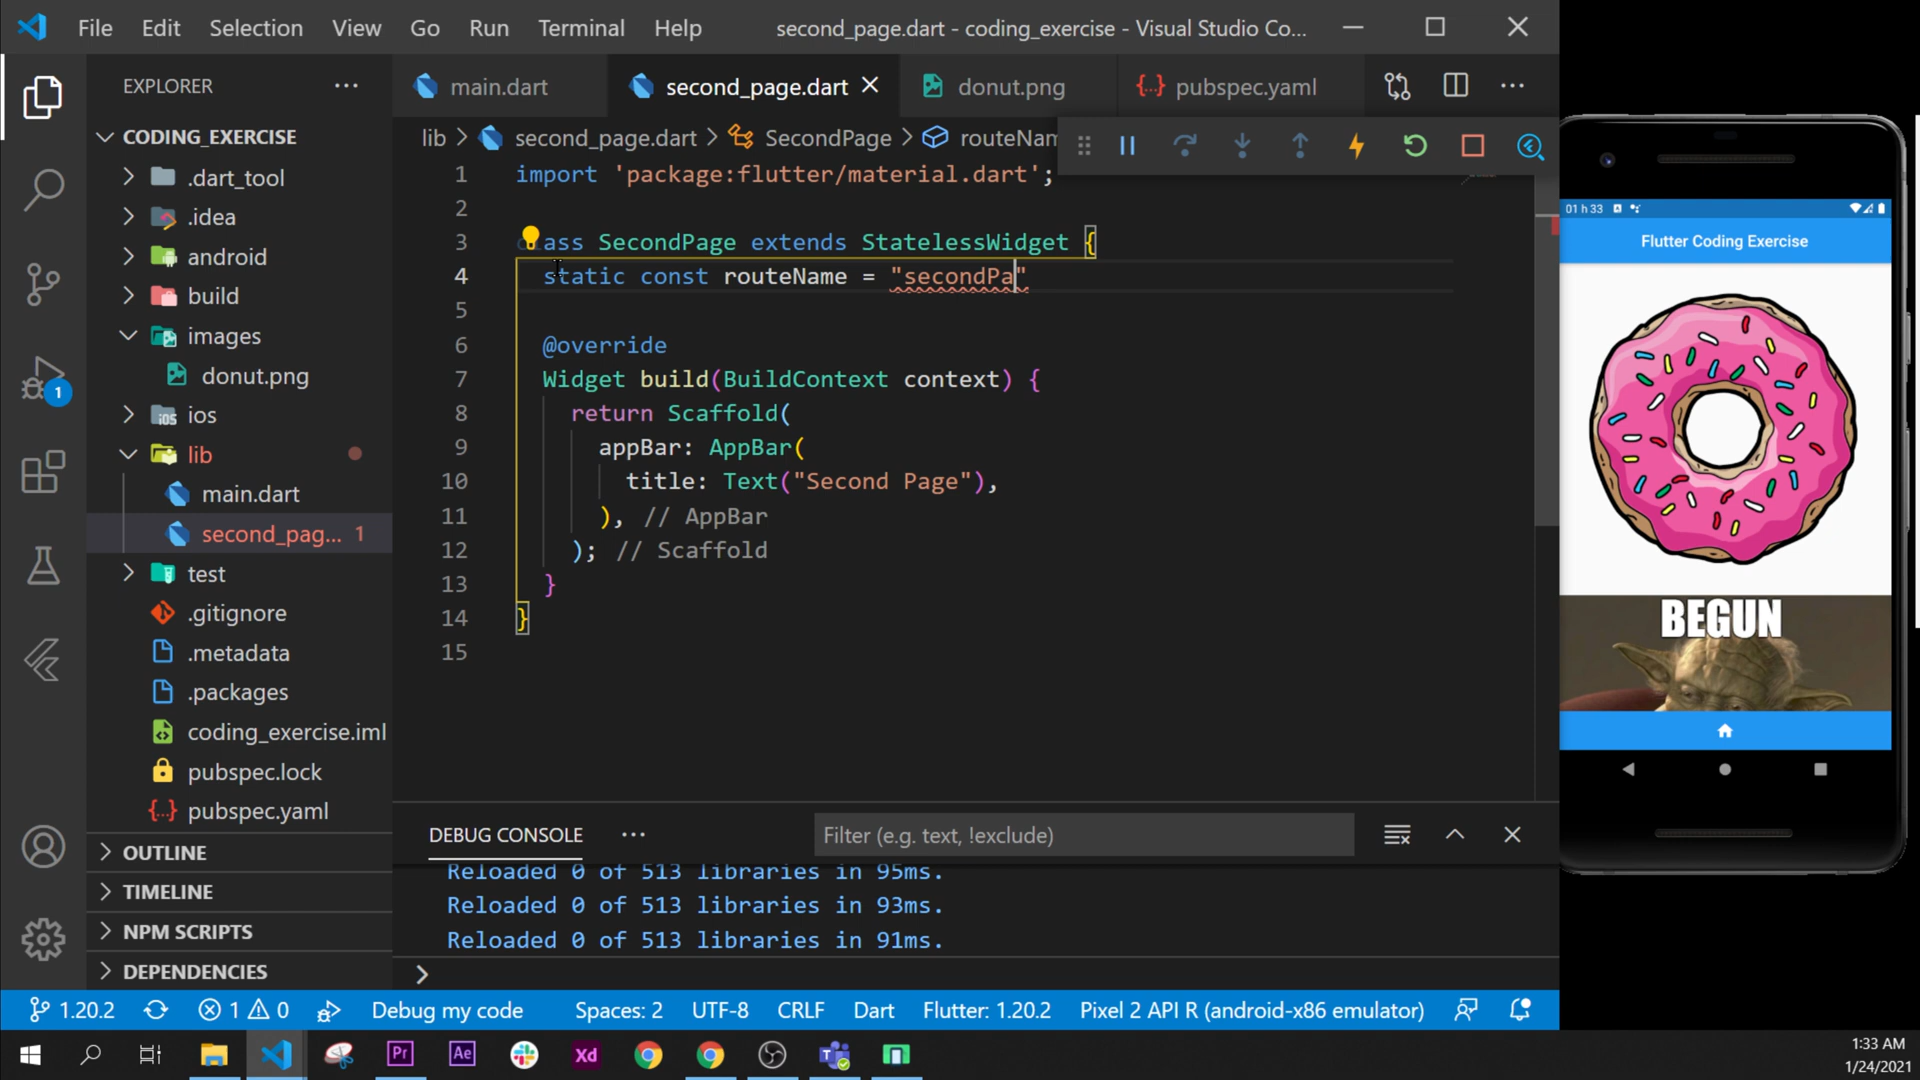 File Edit Selection View Go Run Terminal Help second_page.dart - coding_exercise - Visual Studio Co...
EXPLORER
CODING_EXERCISE
.dart_tool
.idea
android
build
images
donut.png
ios
lib
main.dart
second_pag... 1
test
.gitignore
.metadata
.packages
coding_exercise.iml
pubspec.lock
pubspec.yaml
OUTLINE
TIMELINE
NPM SCRIPTS
DEPENDENCIES
1
main.dart second_page.dart donut.png pubspec.yaml
lib > second_page.dart > SecondPage > routeNam
1 import 'package:flutter/material.dart';
2
3 class SecondPage extends StatelessWidget {
4 static const routeName = "secondPa"
5
6 @override
7 Widget build(BuildContext context) {
8 return Scaffold(
9 appBar: AppBar(
10 title: Text("Second Page"),
11 ), // AppBar
12 ); // Scaffold
13 }
14 }
15
DEBUG CONSOLE Filter (e.g. text, !exclude)
Reloaded 0 of 513 libraries in 95ms.
Reloaded 0 of 513 libraries in 93ms.
Reloaded 0 of 513 libraries in 91ms.
>
01 h 33
Flutter Coding Exercise
BEGUN
1.20.2 1 0 Debug my code Spaces: 2 UTF-8 CRLF Dart Flutter: 1.20.2 Pixel 2 API R (android-x86 emulator)
Pr Ae Xd
1:33 AM
1/24/2021